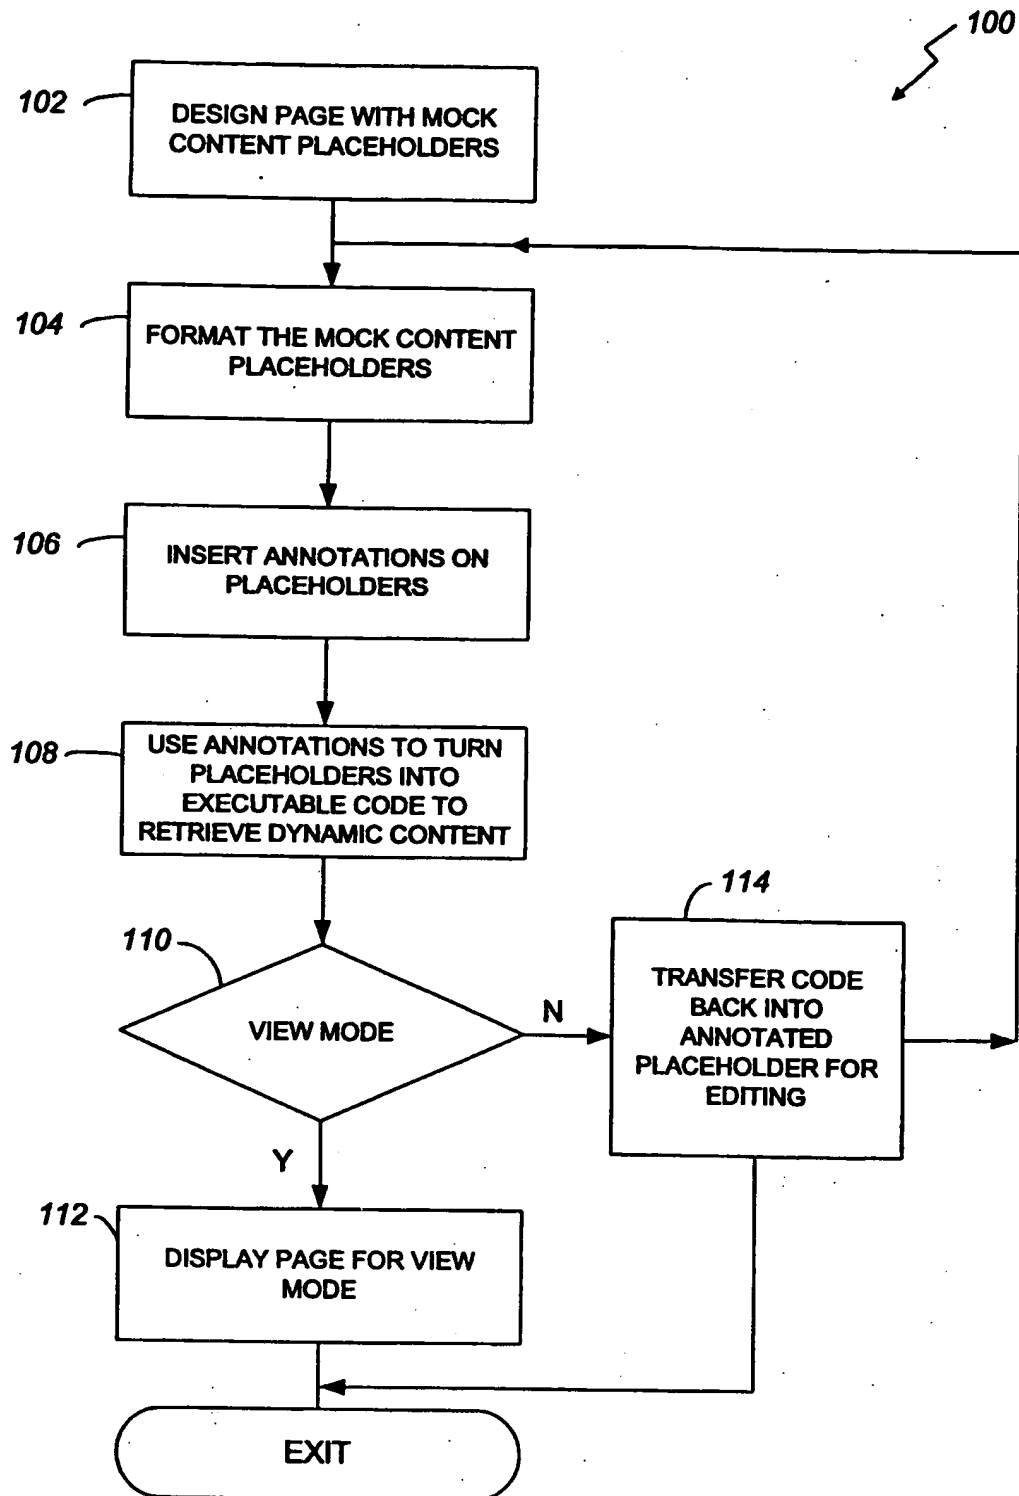 100
102
DESIGN PAGE WITH MOCK
CONTENT PLACEHOLDERS
104
FORMAT THE MOCK CONTENT
PLACEHOLDERS
106
INSERT ANNOTATIONS ON
PLACEHOLDERS
108
USE ANNOTATIONS TO TURN
PLACEHOLDERS INTO
EXECUTABLE CODE TO
RETRIEVE DYNAMIC CONTENT
110
VIEW MODE
N
114
TRANSFER CODE
BACK INTO
ANNOTATED
PLACEHOLDER FOR
EDITING
Y
112
DISPLAY PAGE FOR VIEW
MODE
EXIT